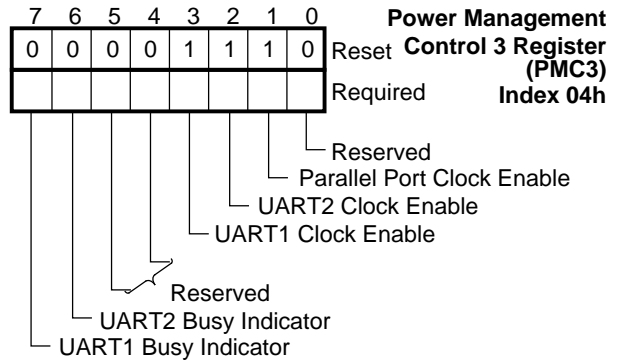 7 6 5 4 3 2 1 0
Power Management
0 0 0 0 1 1 1 0 Reset Control 3 Register
(PMC3)
Required Index 04h
Reserved
Parallel Port Clock Enable
UART2 Clock Enable
UART1 Clock Enable
Reserved
UART2 Busy Indicator
UART1 Busy Indicator